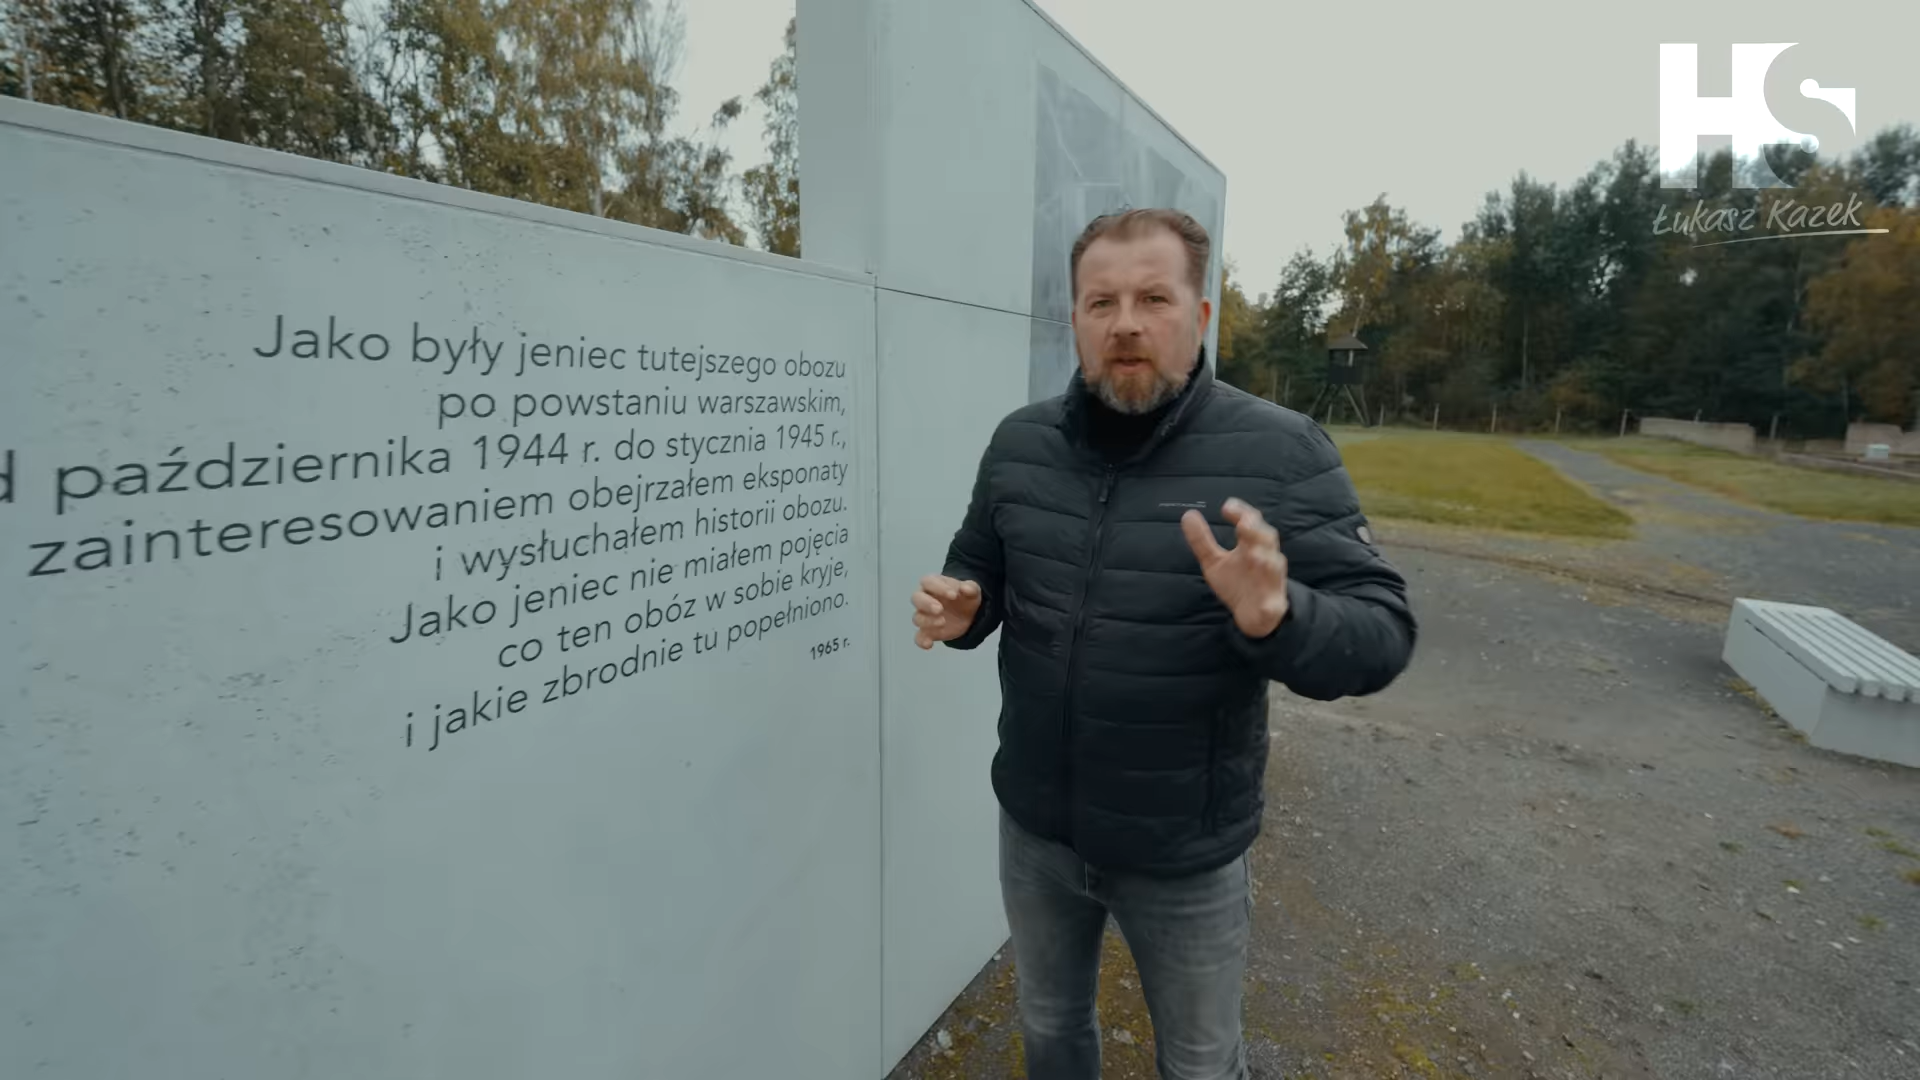 HS
Łukasz Kazek
Jako były jeniec tutejszego obozu
po powstaniu warszawskim,
d października 1944 r. do stycznia 1945 r.,
zainteresowaniem obejrzałem eksponaty
i wysłuchałem historii obozu.
Jako jeniec nie miałem pojęcia
co ten obóz w sobie kryje,
i jakie zbrodnie tu popełniono.
1965 r.